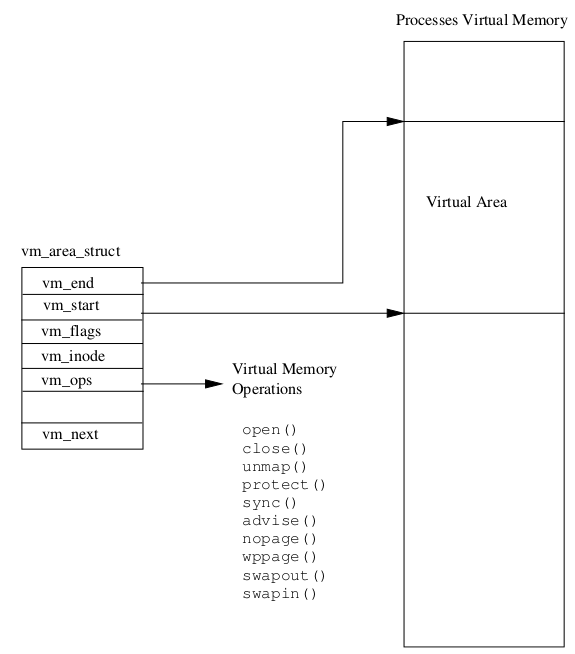 Processes Virtual Memory
Virtual Area
vm_area_struct
vm_end
vm_start
vm_flags
vm_inode
vm_ops
vm_next
Virtual Memory
Operations
open()
close()
unmap()
protect()
sync()
advise()
nopage()
wppage()
swapout()
swapin()